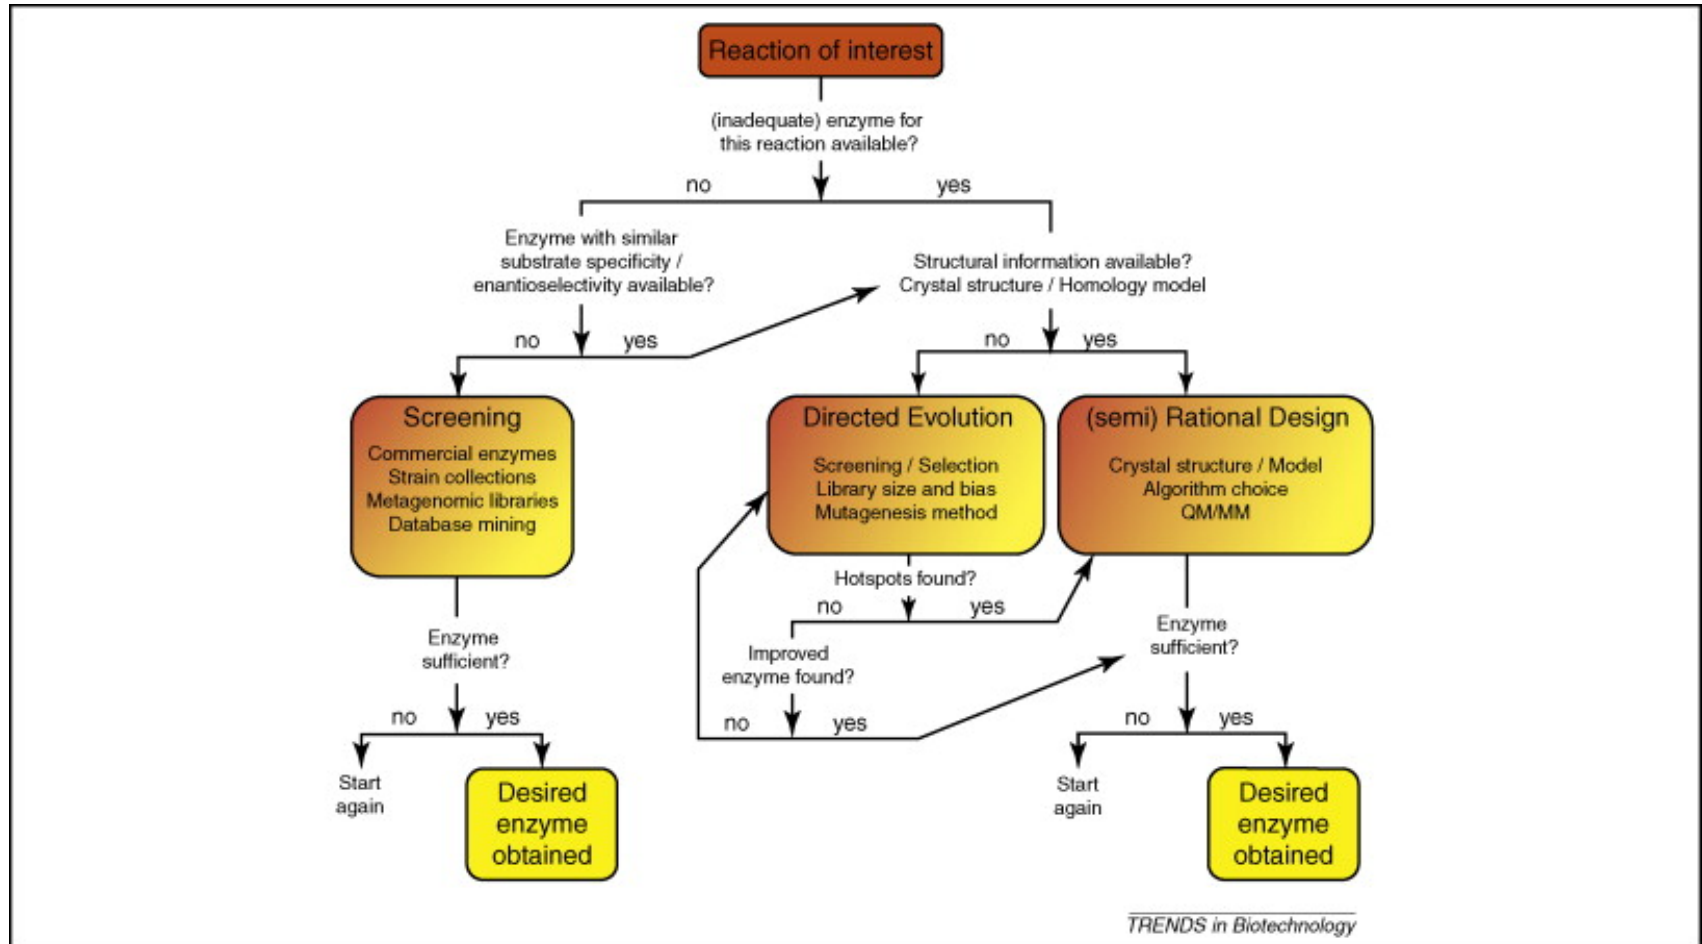 Reaction of interest
(inadequate) enzyme for
this reaction available?
no
yes
Enzyme with similar
substrate specificity /
enantioselectivity available?
Structural information available?
Crystal structure / Homology model
no
yes
no
yes
Screening
Commercial enzymes
Strain collections
Metagenomic libraries
Database mining
Directed Evolution
Screening / Selection
Library size and bias
Mutagenesis method
(semi) Rational Design
Crystal structure / Model
Algorithm choice
QM/MM
Hotspots found?
no
yes
Enzyme
sufficient?
Improved
enzyme found?
Enzyme
sufficient?
no
yes
no
yes
no
yes
Start
again
Desired
enzyme
obtained
Start
again
Desired
enzyme
obtained
TRENDS in Biotechnology